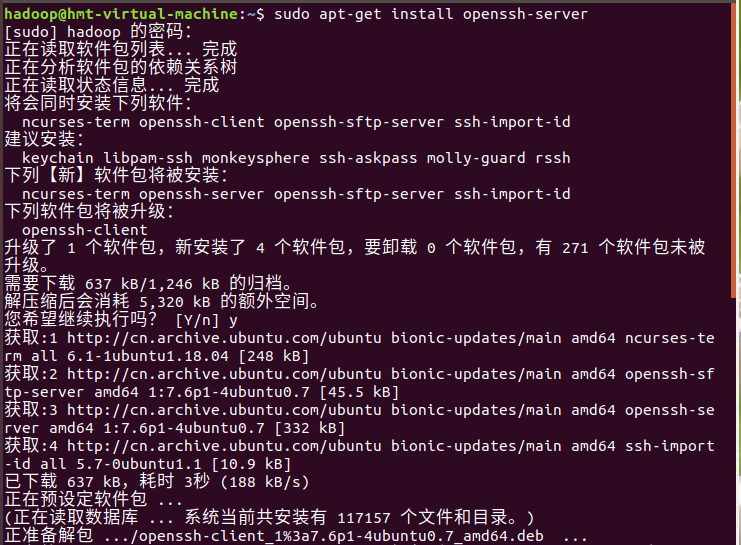 hadoop@hmt-virtual-machine:~$ sudo apt-get install openssh-server
[sudo] hadoop 的密码：
正在读取软件包列表... 完成
正在分析软件包的依赖关系树
正在读取状态信息... 完成
将会同时安装下列软件：
  ncurses-term openssh-client openssh-sftp-server ssh-import-id
建议安装：
  keychain libpam-ssh monkeysphere ssh-askpass molly-guard rssh
下列【新】软件包将被安装：
  ncurses-term openssh-server openssh-sftp-server ssh-import-id
下列软件包将被升级：
  openssh-client
升级了 1 个软件包，新安装了 4 个软件包，要卸载 0 个软件包，有 271 个软件包未被
升级。
需要下载 637 kB/1,246 kB 的归档。
解压缩后会消耗 5,320 kB 的额外空间。
您希望继续执行吗？ [Y/n] y
获取:1 http://cn.archive.ubuntu.com/ubuntu bionic-updates/main amd64 ncurses-te
rm all 6.1-1ubuntu1.18.04 [248 kB]
获取:2 http://cn.archive.ubuntu.com/ubuntu bionic-updates/main amd64 openssh-sf
tp-server amd64 1:7.6p1-4ubuntu0.7 [45.5 kB]
获取:3 http://cn.archive.ubuntu.com/ubuntu bionic-updates/main amd64 openssh-se
rver amd64 1:7.6p1-4ubuntu0.7 [332 kB]
获取:4 http://cn.archive.ubuntu.com/ubuntu bionic-updates/main amd64 ssh-import
-id all 5.7-0ubuntu1.1 [10.9 kB]
已下载 637 kB，耗时 3秒 (188 kB/s)
正在预设定软件包 ...
(正在读取数据库 ... 系统当前共安装有 117157 个文件和目录。)
正准备解包 .../openssh-client_1%3a7.6p1-4ubuntu0.7_amd64.deb  ...